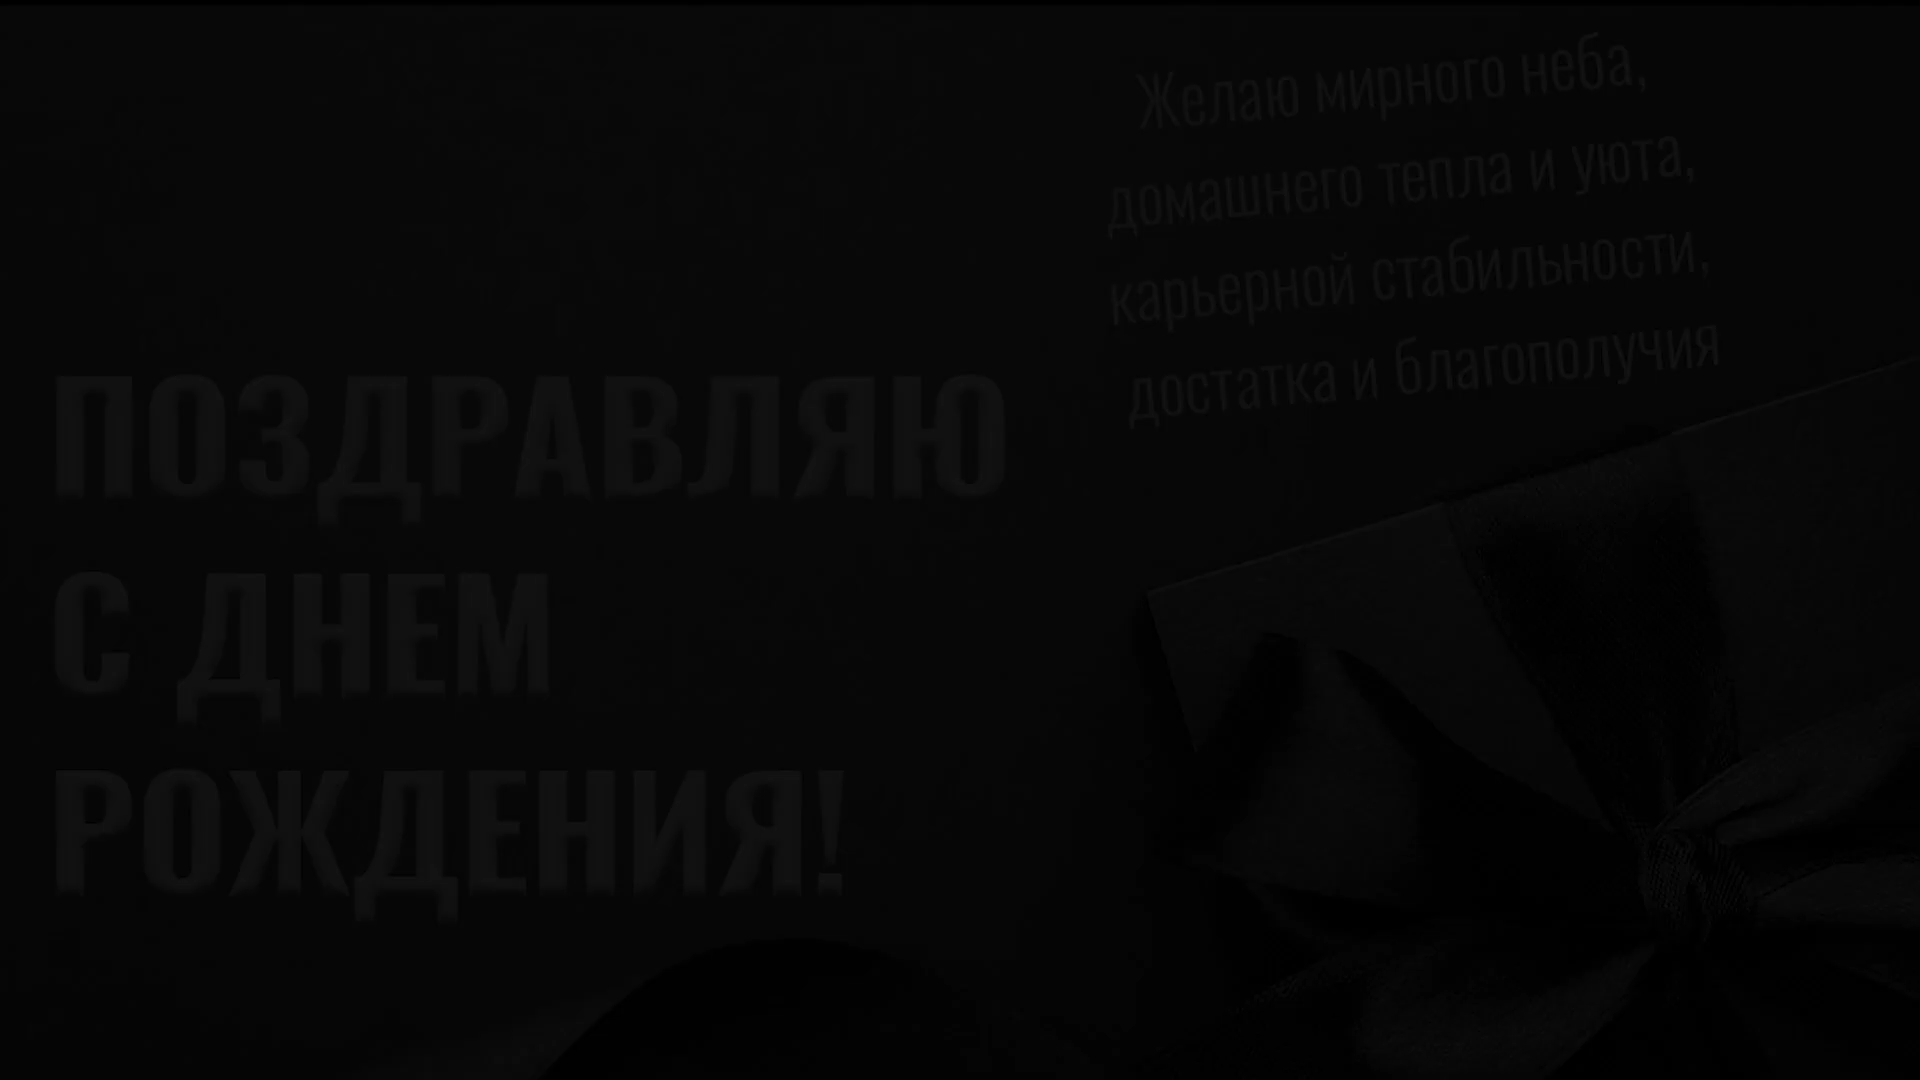 ПОЗДРАВЛЯЮ
С ДНЕМ
РОЖДЕНИЯ!
Желаю мирного неба,
домашнего тепла и уюта,
карьерной стабильности,
достатка и благополучия